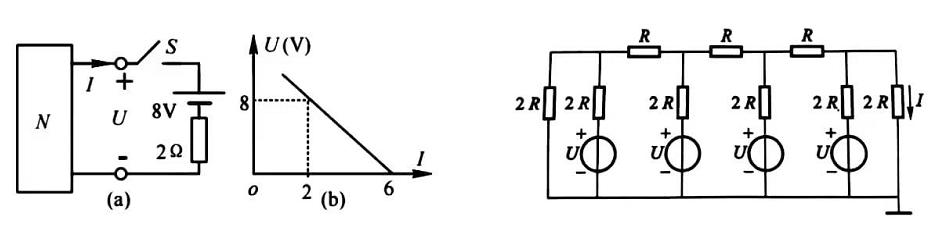 N
I
+
U
-
S
8V
2Ω
(a)
U(V)
8
o
2
6
I
(b)
R R R
2R 2R 2R 2R 2R 2R I
+ + + +
U U U U
- - - -